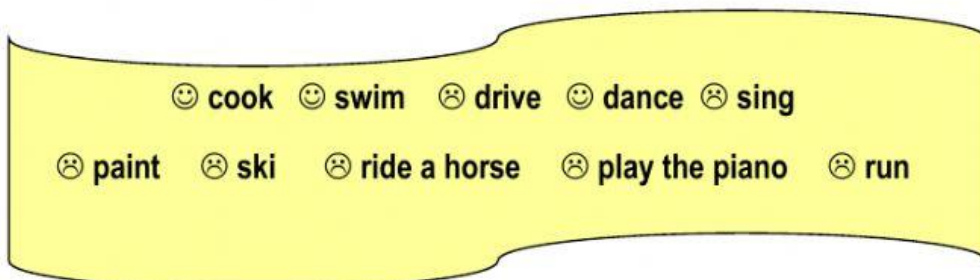 ☺ cook ☺ swim ☹ drive ☺ dance ☹ sing
☹ paint ☹ ski ☹ ride a horse ☹ play the piano ☹ run